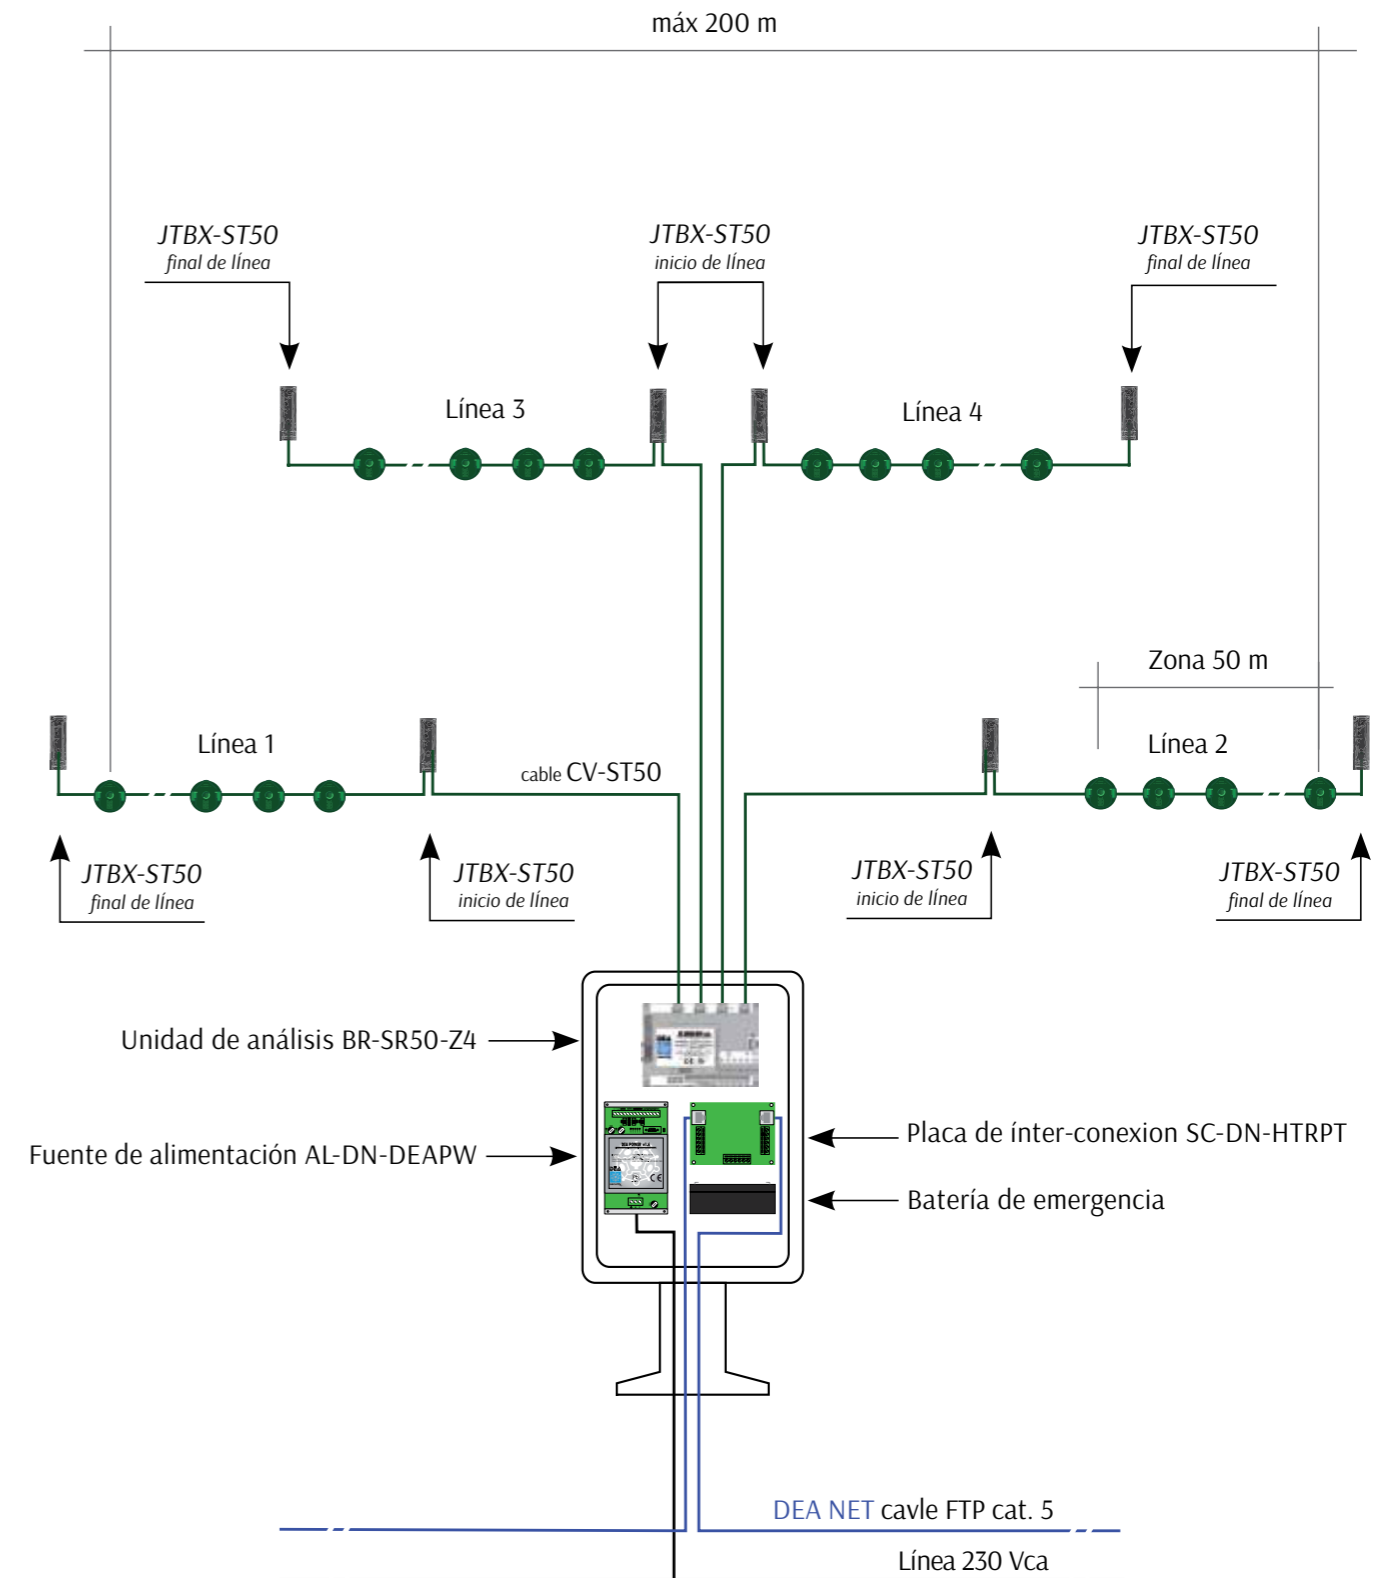 máx 200 m
JTBX-ST50
final de lÍnea
JTBX-ST50
inicio de línea
JTBX-ST50
final de lÍnea
Línea 3
Línea 4
Zona 50 m
Línea 1
Línea 2
cable CV-ST50
JTBX-ST50
final de línea
JTBX-ST50
inicio de línea
JTBX-ST50
inicio de línea
JTBX-ST50
final de línea
Unidad de análisis BR-SR50-Z4
Fuente de alimentación AL-DN-DEAPW
Placa de ínter-conexion SC-DN-HTRPT
Batería de emergencia
DEA NET cavle FTP cat. 5
Línea 230 Vca